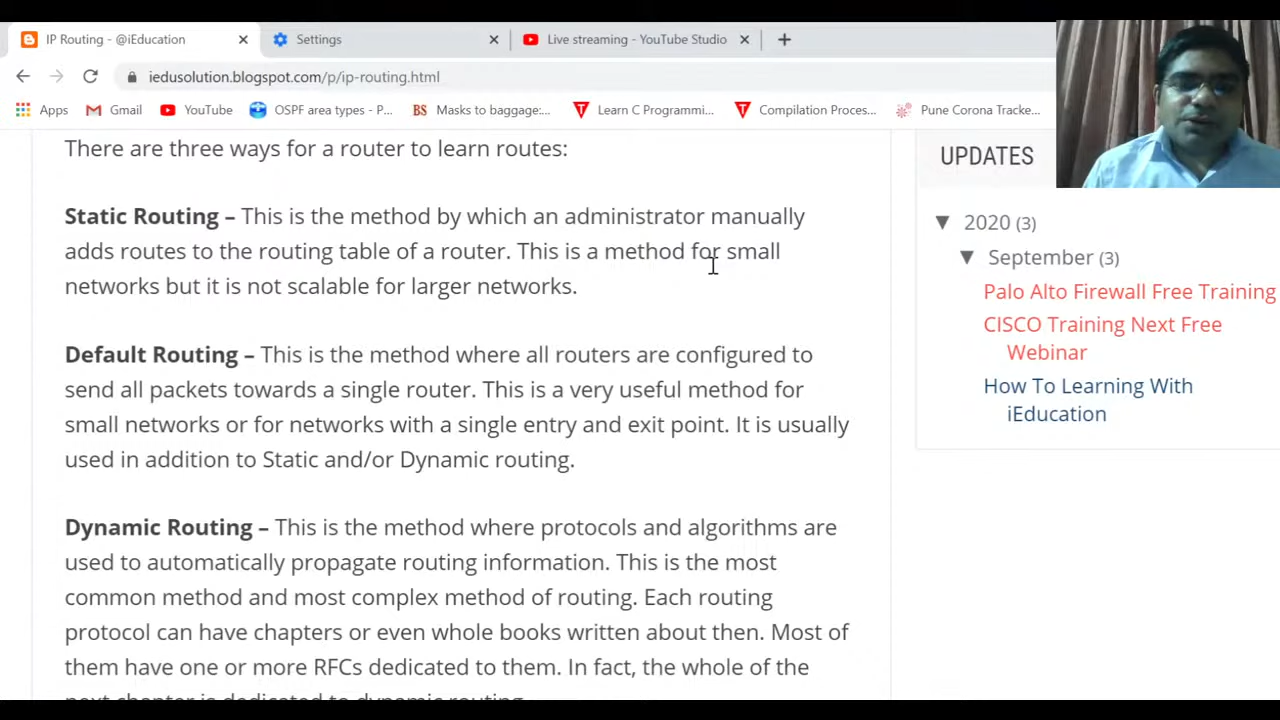 IP Routing - @iEducation
Settings
Live streaming - YouTube Studio
iedusolution.blogspot.com/p/ip-routing.html
Apps
Gmail
YouTube
OSPF area types - P...
Masks to baggage:...
Learn C Programmi...
Compilation Proces...
Pune Corona Tracke...
There are three ways for a router to learn routes:
Static Routing – This is the method by which an administrator manually
adds routes to the routing table of a router. This is a method for small
networks but it is not scalable for larger networks.
Default Routing – This is the method where all routers are configured to
send all packets towards a single router. This is a very useful method for
small networks or for networks with a single entry and exit point. It is usually
used in addition to Static and/or Dynamic routing.
Dynamic Routing – This is the method where protocols and algorithms are
used to automatically propagate routing information. This is the most
common method and most complex method of routing. Each routing
protocol can have chapters or even whole books written about then. Most of
them have one or more RFCs dedicated to them. In fact, the whole of the
next chapter is dedicated to dynamic routing.
UPDATES
▼ 2020 (3)
▼ September (3)
Palo Alto Firewall Free Training
CISCO Training Next Free
Webinar
How To Learning With
iEducation